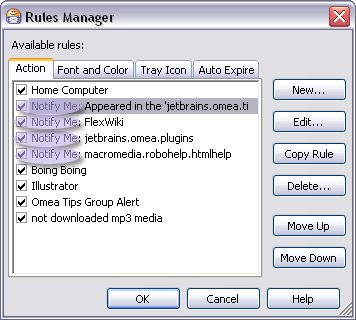 Rules Manager
Available rules:
Action Font and Color Tray Icon Auto Expire
Home Computer
Notify Me: Appeared in the 'jetbrains.omea.ti
Notify Me: FlexWiki
Notify Me: jetbrains.omea.plugins
Notify Me: macromedia.robohelp.htmlhelp
Boing Boing
Illustrator
Omea Tips Group Alert
not downloaded mp3 media
New...
Edit...
Copy Rule
Delete...
Move Up
Move Down
OK Cancel Help